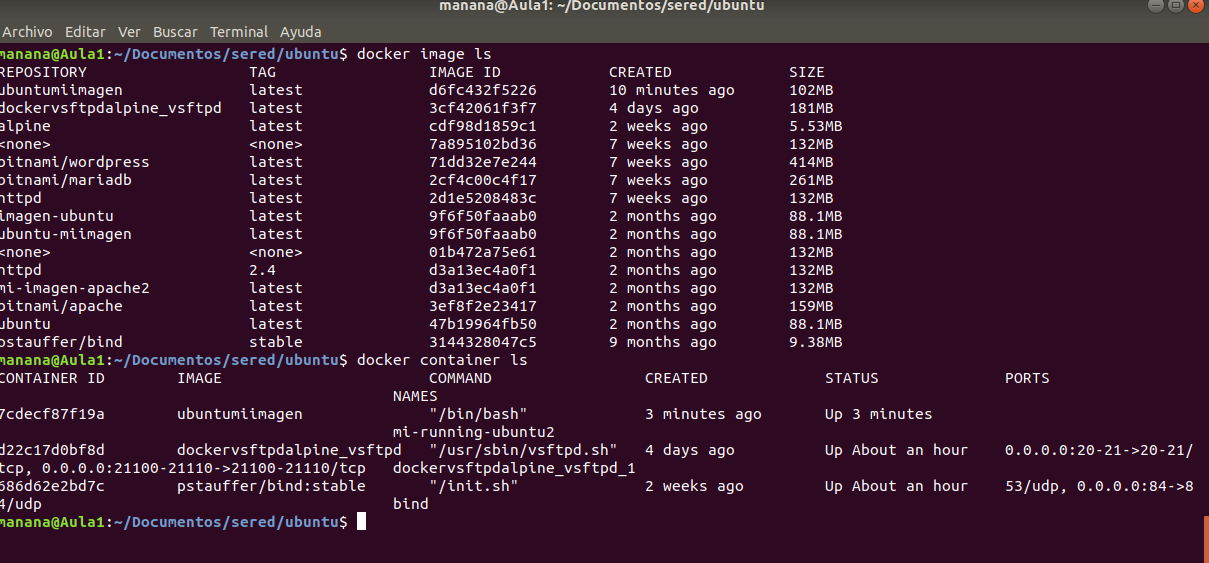 manana@Aula1: ~/Documentos/sered/ubuntu
Archivo Editar Ver Buscar Terminal Ayuda
manana@Aula1:~/Documentos/sered/ubuntu$ docker image ls
REPOSITORY TAG IMAGE ID CREATED SIZE
ubuntumiimagen latest d6fc432f5226 10 minutes ago 102MB
dockervsftpdalpine_vsftpd latest 3cf42061f3f7 4 days ago 181MB
alpine latest cdf98d1859c1 2 weeks ago 5.53MB
<none> <none> 7a895102bd36 7 weeks ago 132MB
bitnami/wordpress latest 71dd32e7e244 7 weeks ago 414MB
bitnami/mariadb latest 2cf4c00c4f17 7 weeks ago 261MB
httpd latest 2d1e5208483c 7 weeks ago 132MB
imagen-ubuntu latest 9f6f50faaab0 2 months ago 88.1MB
ubuntu-miimagen latest 9f6f50faaab0 2 months ago 88.1MB
<none> <none> 01b472a75e61 2 months ago 132MB
httpd 2.4 d3a13ec4a0f1 2 months ago 132MB
mi-imagen-apache2 latest d3a13ec4a0f1 2 months ago 132MB
bitnami/apache latest 3ef8f2e23417 2 months ago 159MB
ubuntu latest 47b19964fb50 2 months ago 88.1MB
pstauffer/bind stable 3144328047c5 9 months ago 9.38MB
manana@Aula1:~/Documentos/sered/ubuntu$ docker container ls
CONTAINER ID IMAGE COMMAND CREATED STATUS PORTS
NAMES
7cdecf87f19a ubuntumiimagen "/bin/bash" 3 minutes ago Up 3 minutes
mi-running-ubuntu2
d22c17d0bf8d dockervsftpdalpine_vsftpd "/usr/sbin/vsftpd.sh" 4 days ago Up About an hour 0.0.0.0:20-21->20-21/
tcp, 0.0.0.0:21100-21110->21100-21110/tcp dockervsftpdalpine_vsftpd_1
686d62e2bd7c pstauffer/bind:stable "/init.sh" 2 weeks ago Up About an hour 53/udp, 0.0.0.0:84->8
4/udp bind
manana@Aula1:~/Documentos/sered/ubuntu$